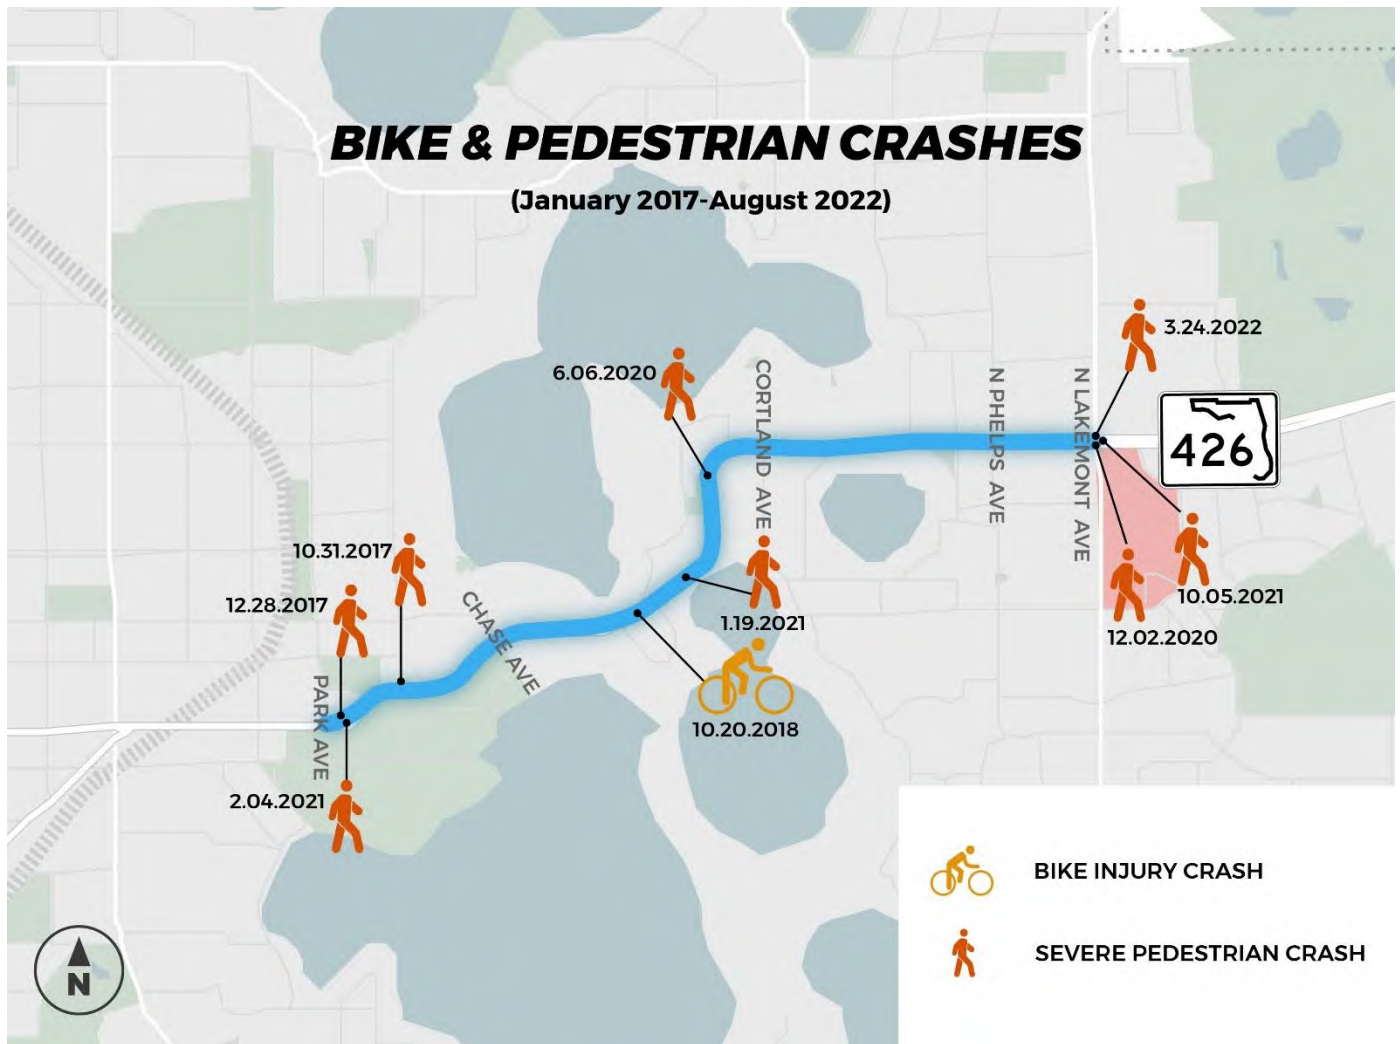 BIKE & PEDESTRIAN CRASHES
(January 2017-August 2022)
3.24.2022
6.06.2020
CORTLAND AVE
N PHELPS AVE
N LAKEMONT AVE
426
10.31.2017
12.28.2017
CHASE AVE
10.05.2021
1.19.2021
12.02.2020
PARK AVE
10.20.2018
2.04.2021
BIKE INJURY CRASH
SEVERE PEDESTRIAN CRASH
N